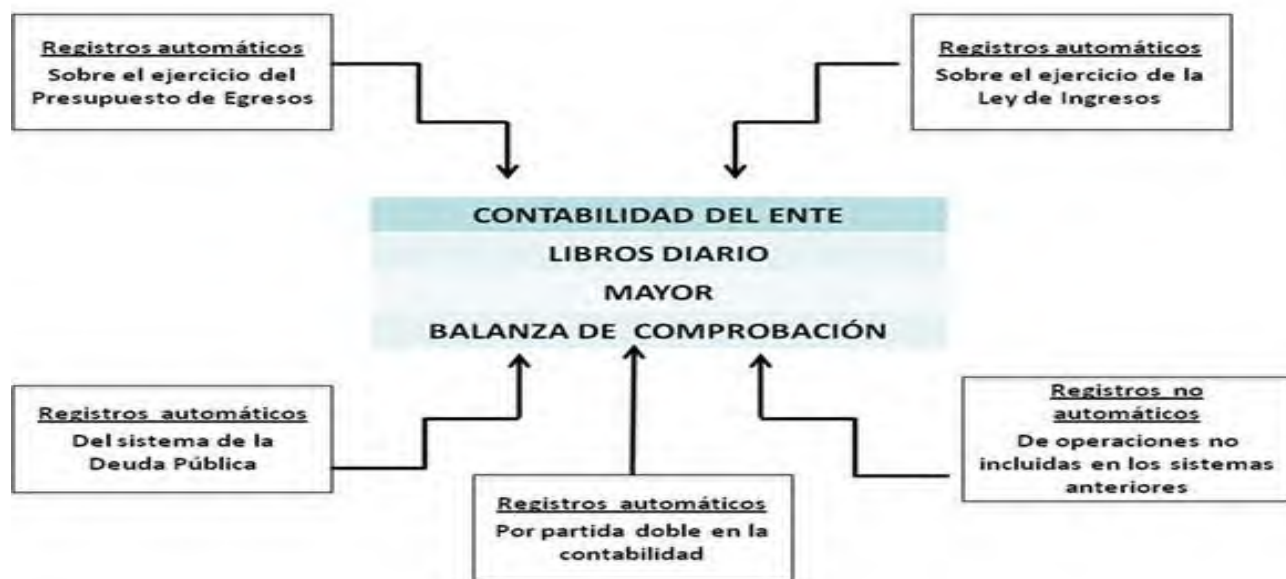 Registros automáticos
Sobre el ejercicio del
Presupuesto de Egresos
Registros automáticos
Sobre el ejercicio de la
Ley de Ingresos
CONTABILIDAD DEL ENTE
LIBROS DIARIO
MAYOR
BALANZA DE COMPROBACIÓN
Registros automáticos
Del sistema de la
Deuda Pública
Registros automáticos
Por partida doble en la
contabilidad
Registros no
automáticos
De operaciones no
incluidas en los sistemas
anteriores